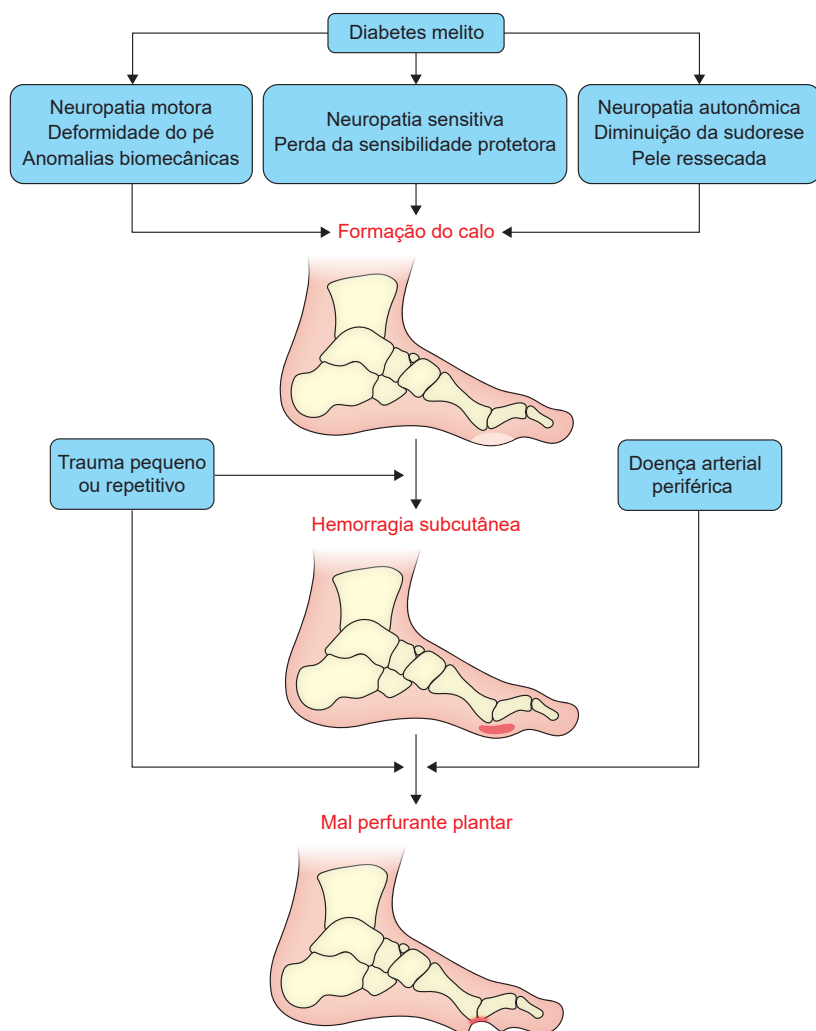 Diabetes melito
Neuropatia motora
Deformidade do pé
Anomalias biomecânicas
Neuropatia sensitiva
Perda da sensibilidade protetora
Neuropatia autonômica
Diminuição da sudorese
Pele ressecada
Formação do calo
Trauma pequeno
ou repetitivo
Doença arterial
periférica
Hemorragia subcutânea
Mal perfurante plantar